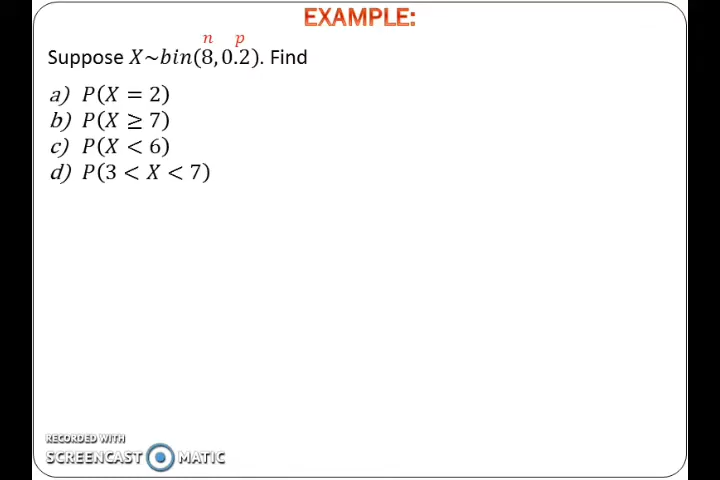 EXAMPLE:
n p
Suppose X~bin(8, 0.2). Find
a) P(X = 2)
b) P(X ≥ 7)
c) P(X < 6)
d) P(3 < X < 7)
RECORDED WITH
SCREENCAST MATIC